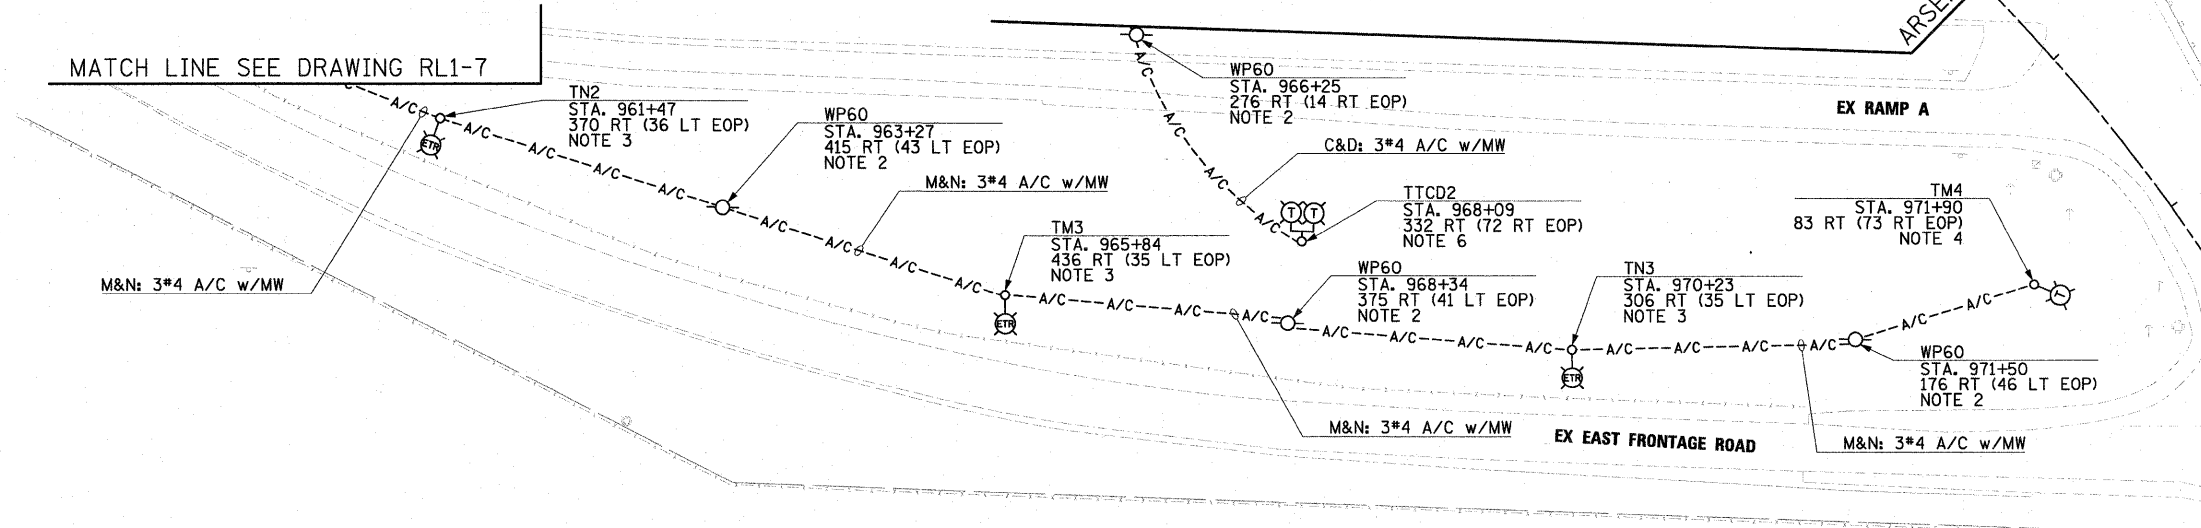 MATCH LINE SEE DRAWING RL1-7
ARSE
WP60
STA. 966+25
276 RT (14 RT EOP)
NOTE 2
EX RAMP A
TN2
STA. 961+47
370 RT (36 LT EOP)
NOTE 3
WP60
STA. 963+27
415 RT (43 LT EOP)
NOTE 2
C&D: 3#4 A/C w/MW
M&N: 3#4 A/C w/MW
TTCD2
STA. 968+09
332 RT (72 RT EOP)
NOTE 6
TM4
STA. 971+90
83 RT (73 RT EOP)
NOTE 4
TM3
STA. 965+84
436 RT (35 LT EOP)
NOTE 3
WP60
STA. 968+34
375 RT (41 LT EOP)
NOTE 2
TN3
STA. 970+23
306 RT (35 LT EOP)
NOTE 3
M&N: 3#4 A/C w/MW
WP60
STA. 971+50
176 RT (46 LT EOP)
NOTE 2
M&N: 3#4 A/C w/MW
EX EAST FRONTAGE ROAD
M&N: 3#4 A/C w/MW
A/C A/C A/C A/C A/C A/C A/C A/C A/C
A/C A/C A/C A/C A/C A/C A/C A/C
A/C A/C A/C A/C A/C A/C
A/C A/C A/C A/C
ETR
ETR
ETR
T T
T